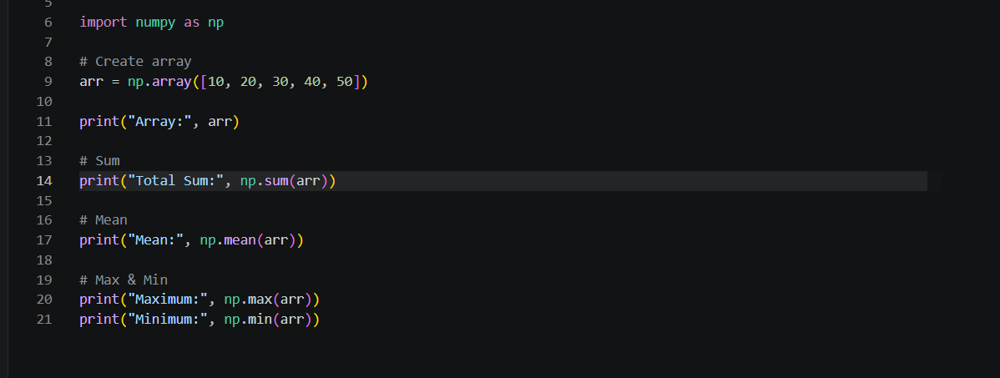 5
6 import numpy as np
7
8 # Create array
9 arr = np.array([10, 20, 30, 40, 50])
10
11 print("Array:", arr)
12
13 # Sum
14 print("Total Sum:", np.sum(arr))
15
16 # Mean
17 print("Mean:", np.mean(arr))
18
19 # Max & Min
20 print("Maximum:", np.max(arr))
21 print("Minimum:", np.min(arr))